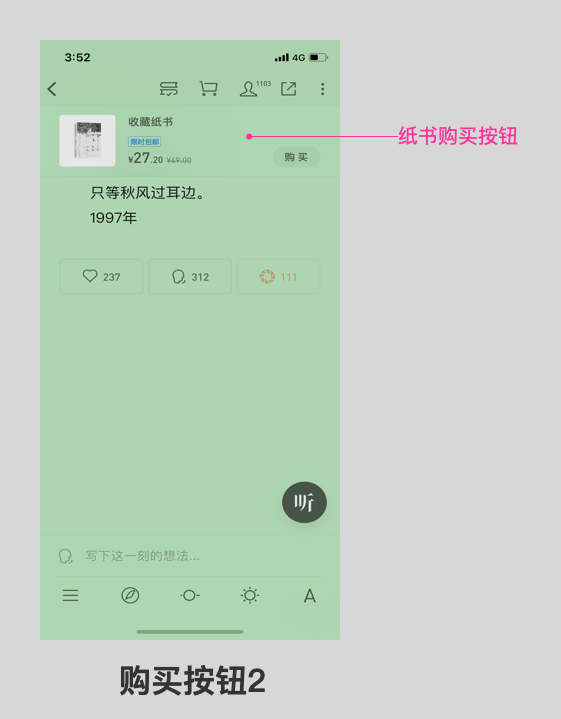 3:52
4G
1103
收藏纸书
限时包邮
¥27.20 ¥49.00
购买
纸书购买按钮
只等秋风过耳边。
1997年
237
312
111
听
写下这一刻的想法...
A
购买按钮2